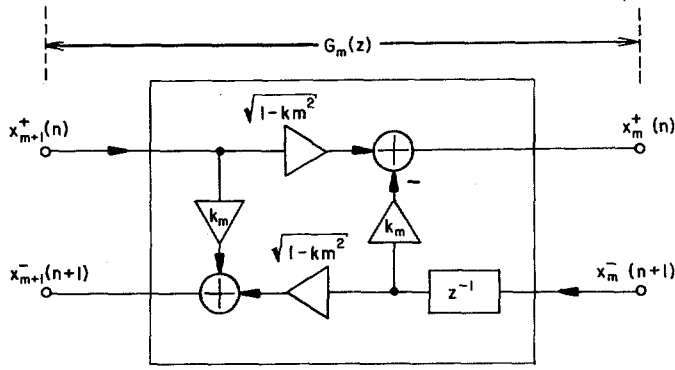 G_m(z)
√1-km²
x⁺_{m+1}(n)
x⁺_m (n)
+
−
k_m
k_m
√1-km²
x⁻_{m+1}(n+1)
+
z⁻¹
x⁻_m (n+1)